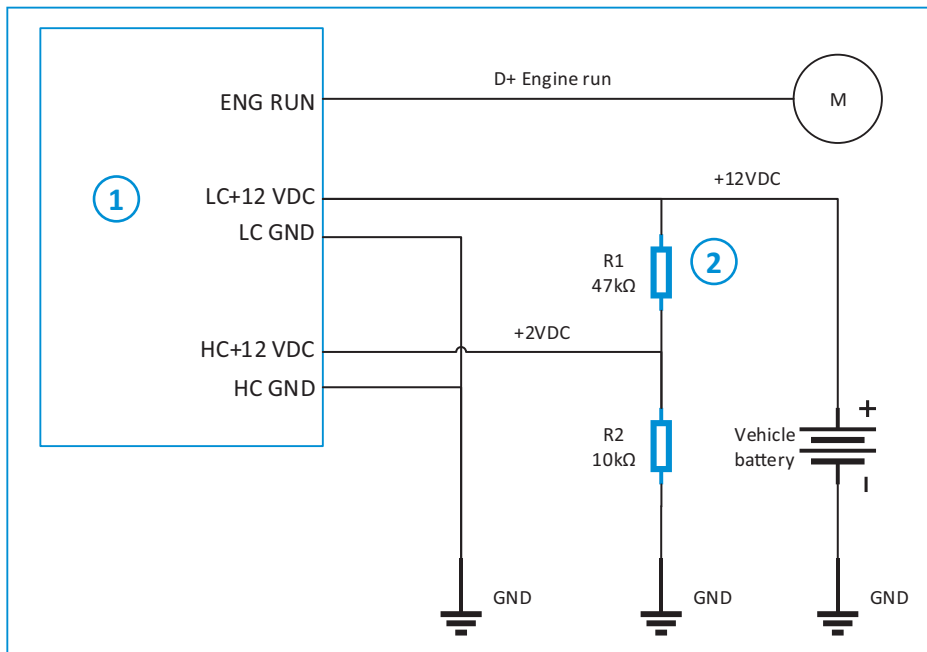 D+ Engine run
ENG RUN
M
1
LC+12 VDC
+12VDC
LC GND
R1
47kΩ
2
HC+12 VDC
+2VDC
HC GND
R2
10kΩ
Vehicle
battery
+
−
GND
GND
GND